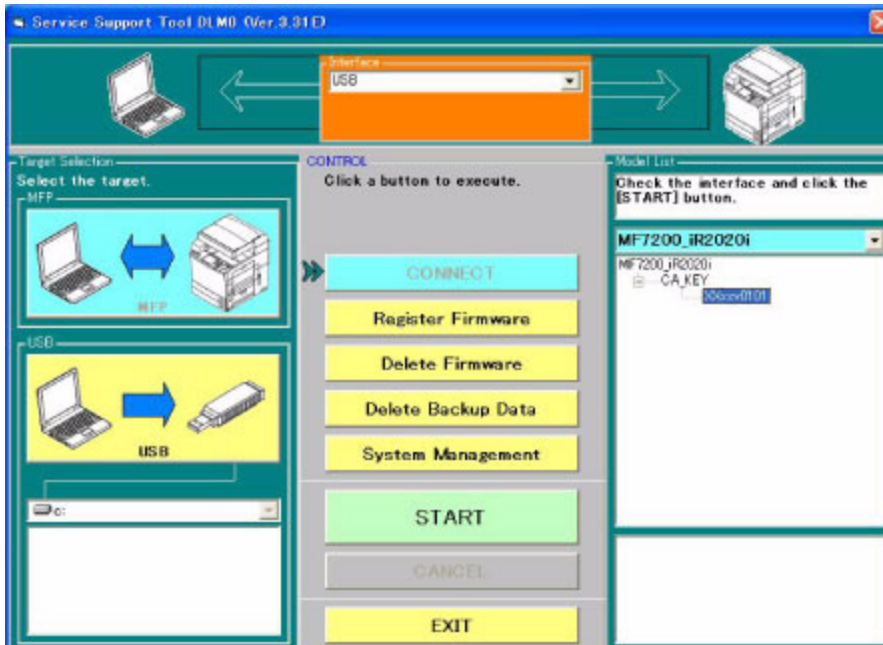 Service Support Tool DLM0 (Ver.3.31E)
Interface
USB
Target Selection
Select the target.
MFP
MFP
USB
USB
c:
CONTROL
Click a button to execute.
CONNECT
Register Firmware
Delete Firmware
Delete Backup Data
System Management
START
CANCEL
EXIT
Model List
Check the interface and click the
[START] button.
MF7200_iR2020i
MF7200_iR2020i
CA_KEY